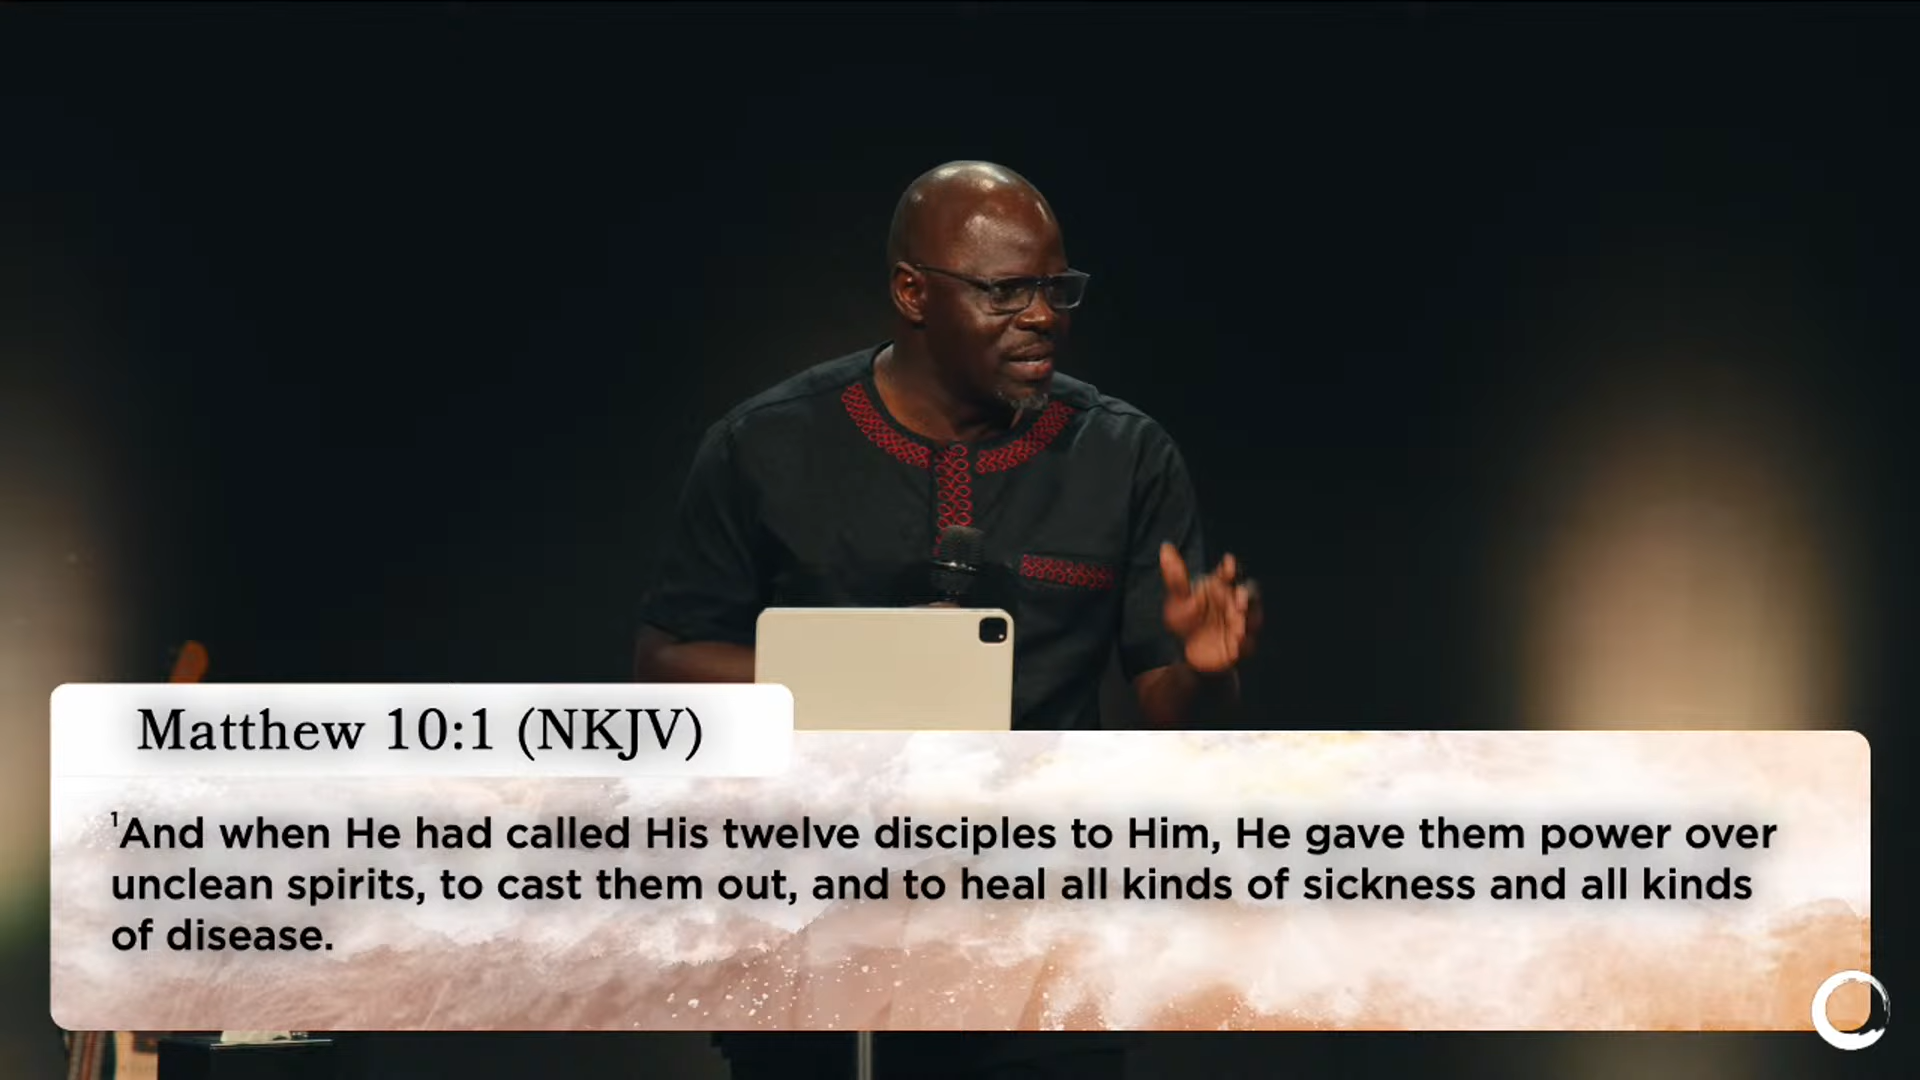 Matthew 10:1 (NKJV)
¹And when He had called His twelve disciples to Him, He gave them power over
unclean spirits, to cast them out, and to heal all kinds of sickness and all kinds
of disease.